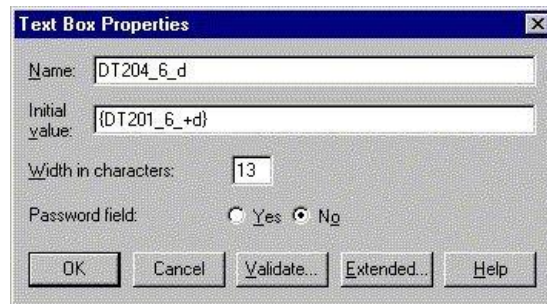 Text Box Properties
Name: DT204_6_d
Initial value: {DT201_6_+d}
Width in characters: 13
Password field: Yes No
OK Cancel Validate... Extended... Help